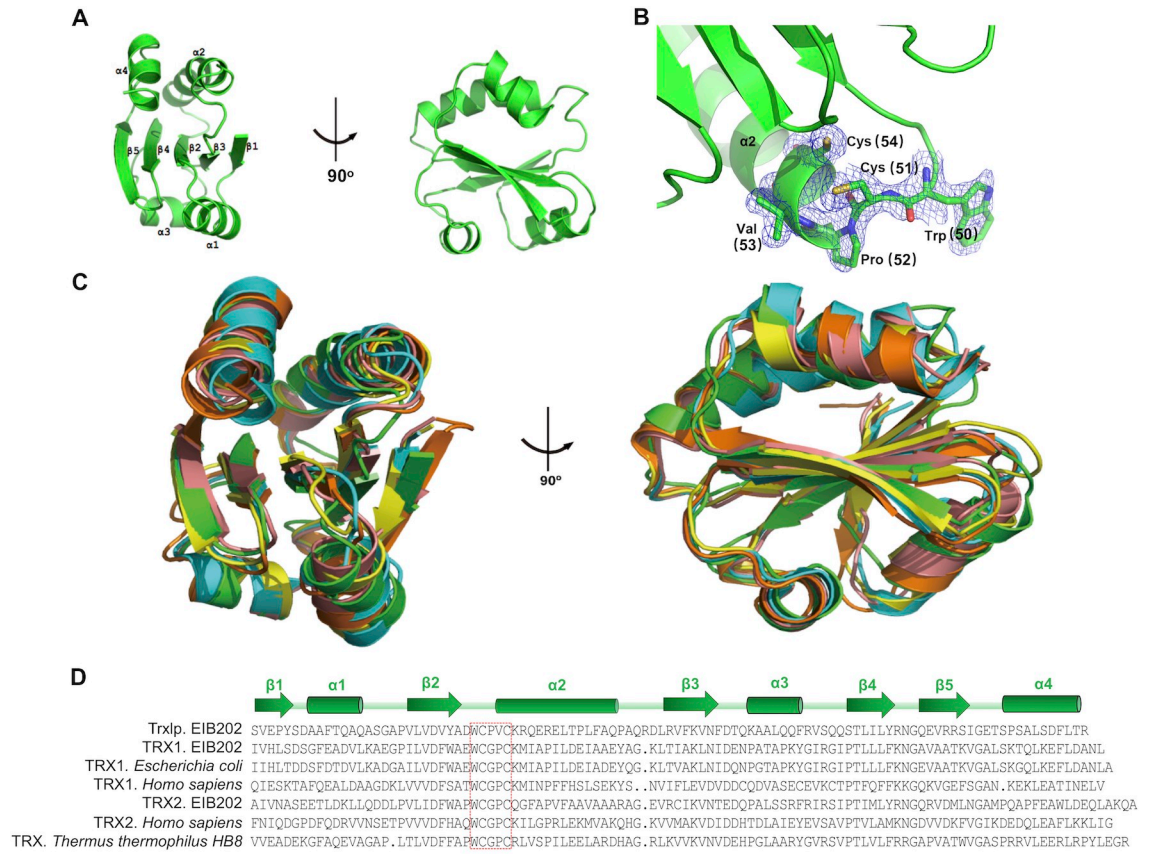 A
α4
α2
β5
β4
β2
β3
β1
α3
α1
90°
B
α2
Cys (54)
Cys (51)
Val
(53)
Trp (50)
Pro (52)
C
90°
D
β1 α1 β2 α2 β3 α3 β4 β5 α4
Trxlp. EIB202 SVEPYSDAAFTQAQASGAPVLVDVYADWCPVCKRQERELTPLFAQPAQRDLRVFKVNFDTQKAALQQFRVSQQSTLILYRNGQEVRRSIGETSPSALSDFLTR
TRX1. EIB202 IVHLSDSGFEADVLKAEGPILVDFWAEWCGPCKMIAPILDEIAEAYAG.KLTIAKLNIDQNPATAPKYGIRGIPTLLLFKNGAVAATKVGALSKTQLKEFLDANL
TRX1. Escherichia coli IIHLTDDSFDTDVLKADGAILVDFWAEWCGPCKMIAPILDEIADEYQG.KLTVAKLNIDQNPGTAPKYGIRGIPTLLLFKNGEVAATKVGALSKGQLKEFLDANLA
TRX1. Homo sapiens QIESKTAFQEALDAAGDKLVVVDFSATWCGPCKMINPFFHSLSEKYS..NVIFLEVDVDDCQDVASECEVKCTPTFQFFKKGQKVGEFSGAN.KEKLEATINELV
TRX2. EIB202 AIVNASEETLDKLLQDDLPVLIDFWAPWCGPCQGFAPVFAAVAAARAG.EVRCIKVNTEDQPALSSRFRIRSIPTIMLYRNGQRVDMLNGAMPQAPFEAWLDEQLAKQA
TRX2. Homo sapiens FNIQDGPDFQDRVVNSETPVVVDFHAQWCGPCKILGPRLEKMVAKQHG.KVVMAKVDIDDHTDLAIEYEVSAVPTVLAMKNGDVVDKFVGIKDEDQLEAFLKKLIG
TRX. Thermus thermophilus HB8 VVEADEKGFAQEVAGAP.LTLVDFFAPWCGPCRLVSPILEELARDHAG.RLKVVKVNVDEHPGLAARYGVRSVPTLVLFRRGAPVATWVGASPRRVLEERLRPYLEGR